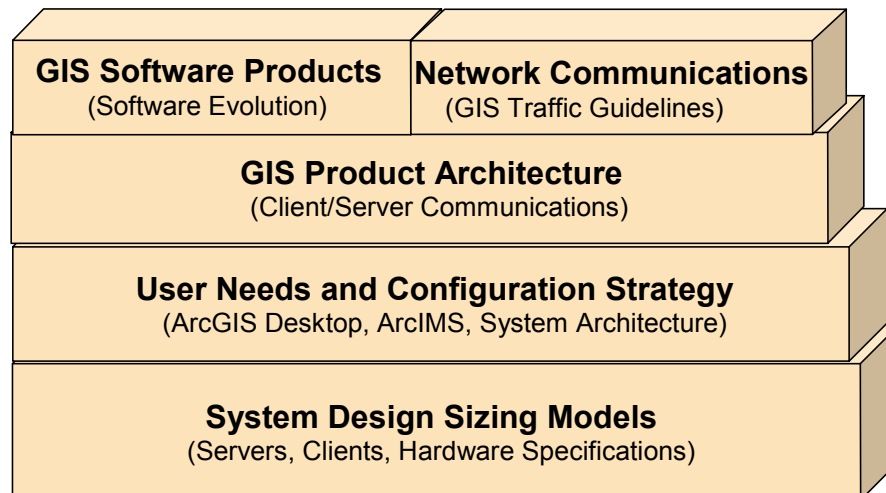 GIS Software Products
(Software Evolution)
Network Communications
(GIS Traffic Guidelines)
GIS Product Architecture
(Client/Server Communications)
User Needs and Configuration Strategy
(ArcGIS Desktop, ArcIMS, System Architecture)
System Design Sizing Models
(Servers, Clients, Hardware Specifications)